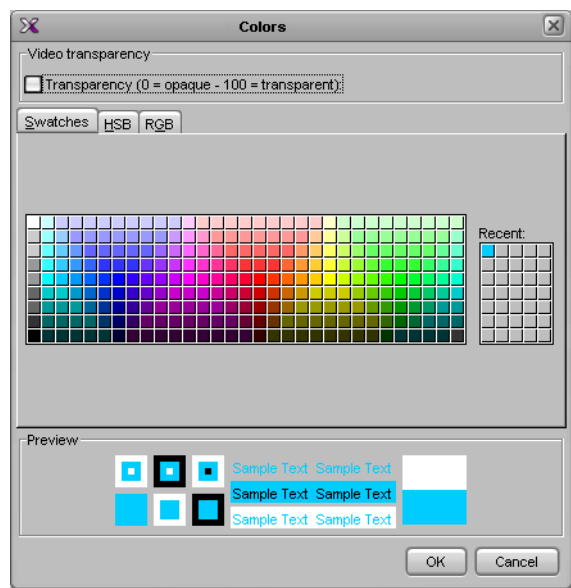 Colors
Video transparency
Transparency (0 = opaque - 100 = transparent):
Swatches HSB RGB
Recent:
Preview
Sample Text Sample Text
Sample Text Sample Text
Sample Text Sample Text
OK Cancel